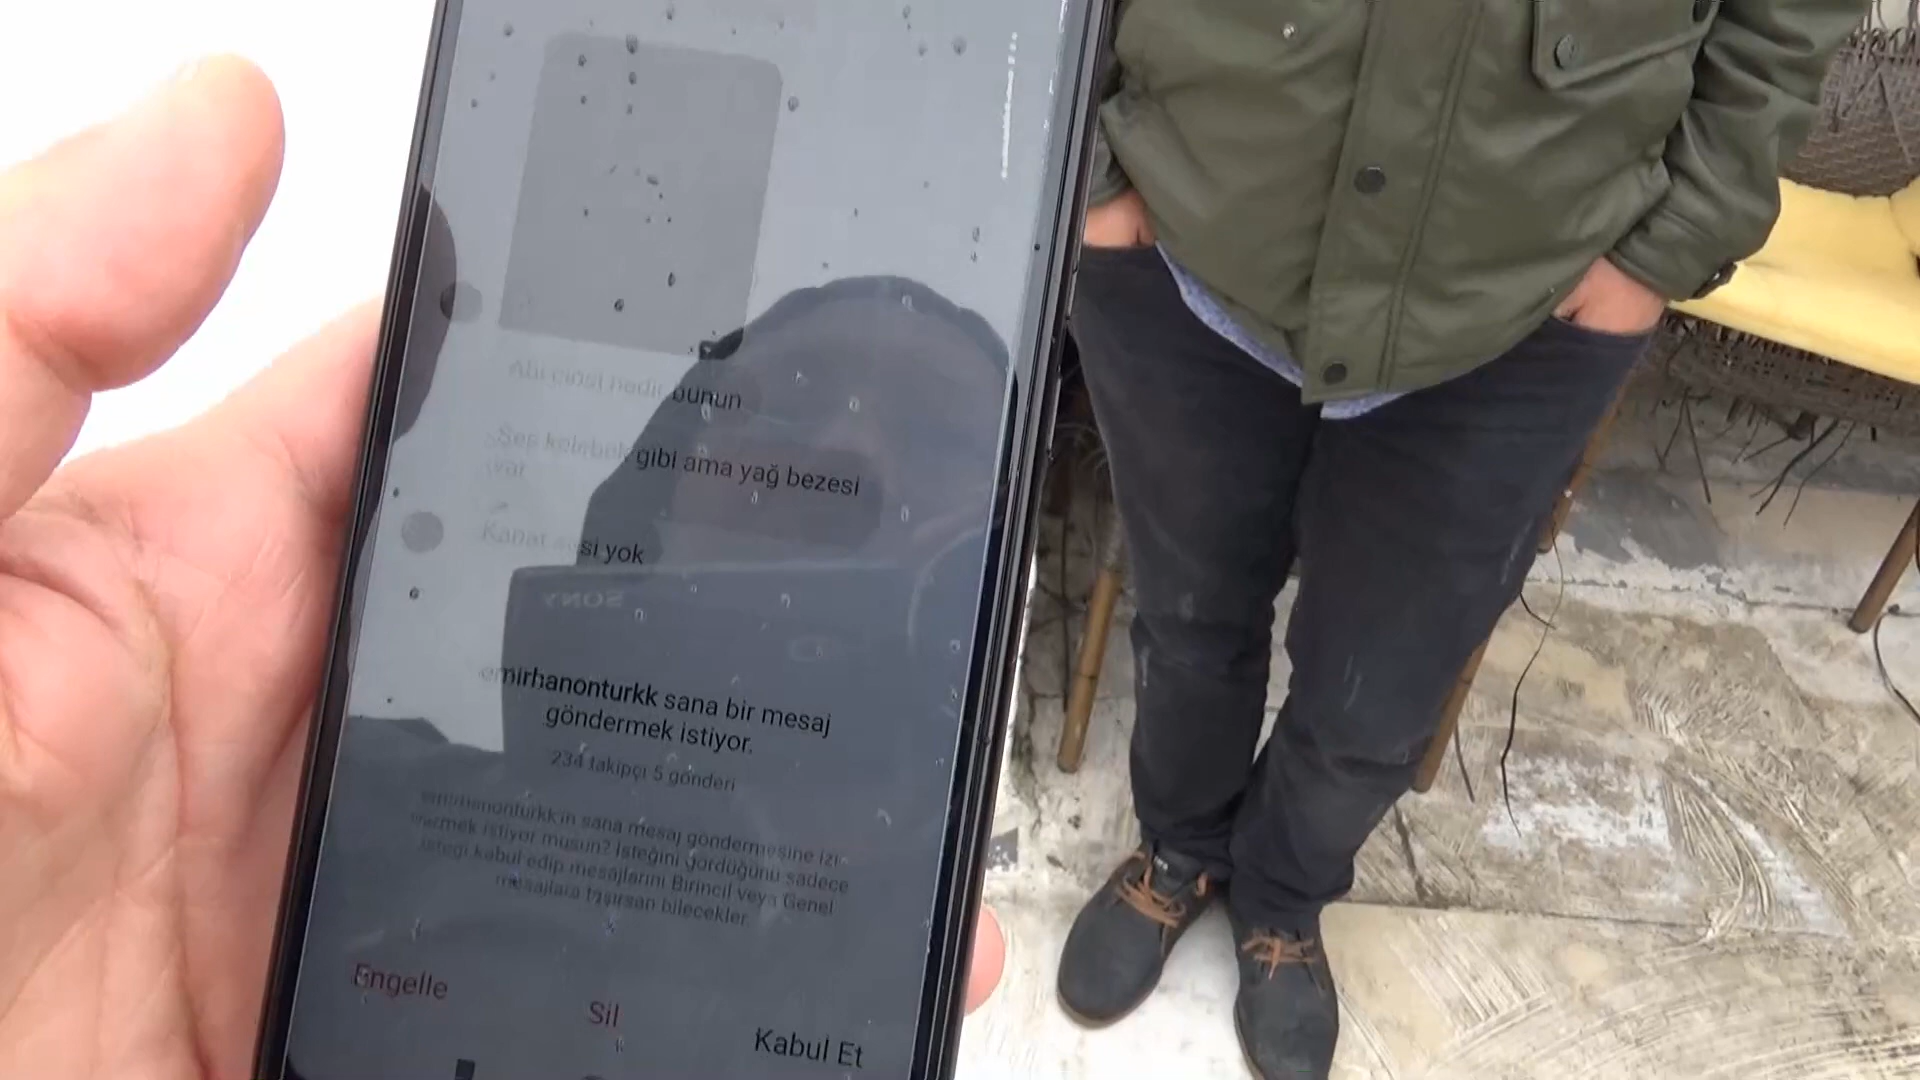 Abi cinsi nedir bunun
Sep kelebek gibi ama yağ bezesi
var
Kanat sesi yok
SONY
emirhanonturkk sana bir mesaj
göndermek istiyor.
234 takipçi 5 gönderi
emirhanonturkk'in sana mesaj göndermesine izin
vermek istiyor musun? İsteğini gördüğünü sadece
isteği kabul edip mesajlarını Birincil veya Genel
mesajlara taşırsan bilecekler.
Engelle
Sil
Kabul Et